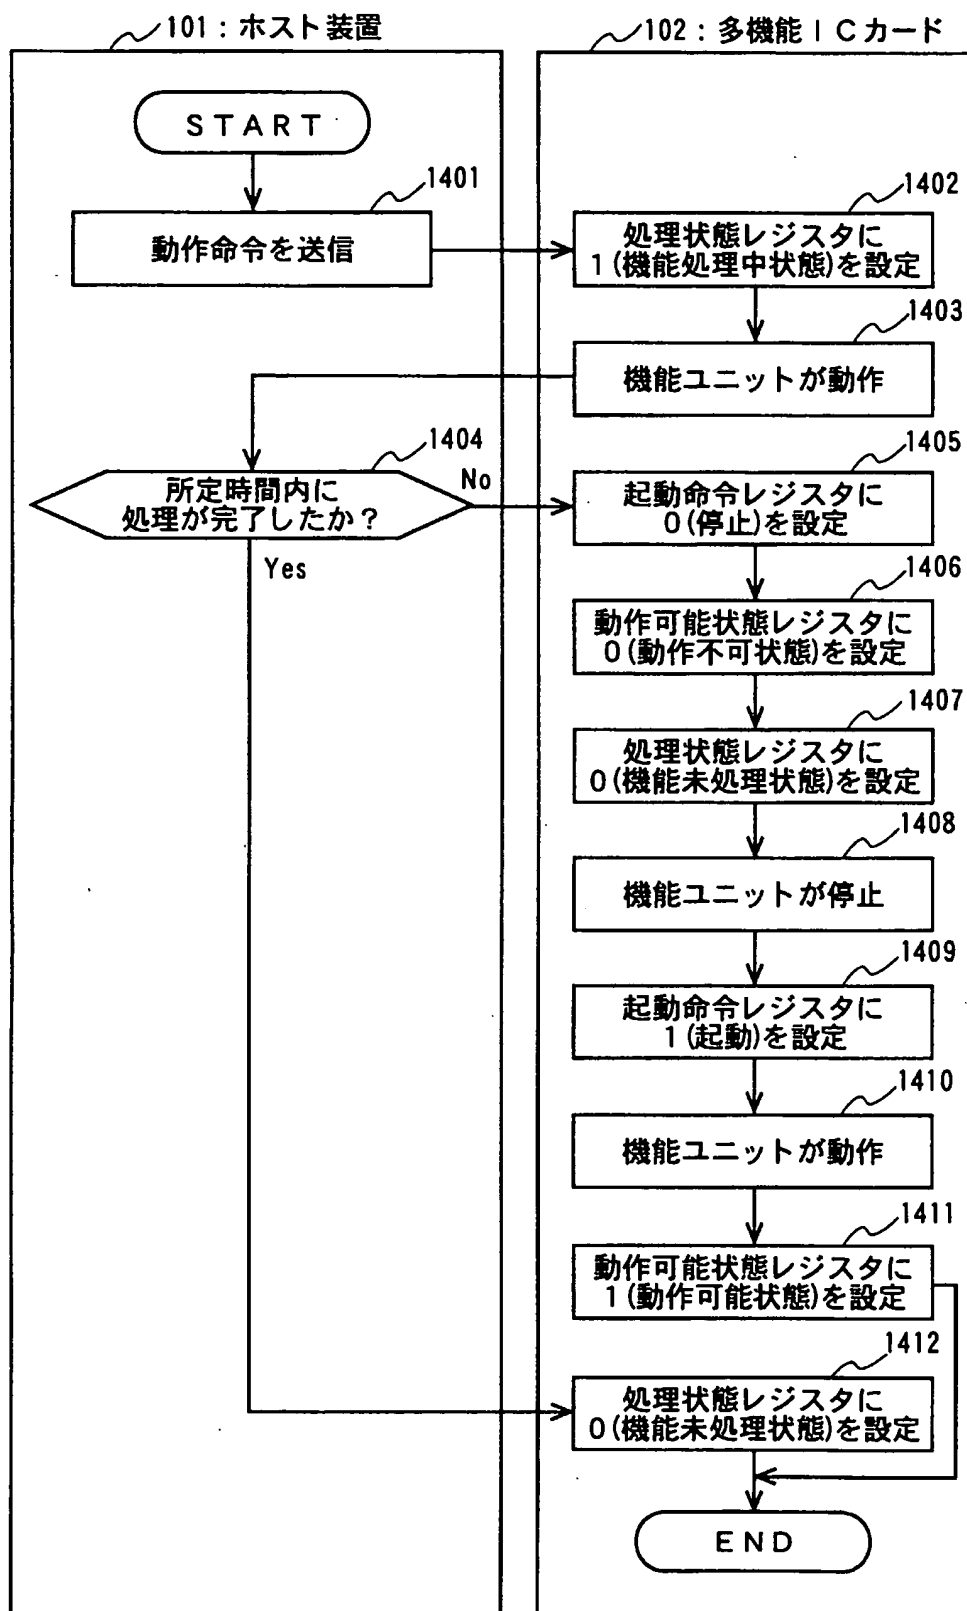 101：ホスト装置
102：多機能ＩＣカード
ＳＴＡＲＴ
1401
動作命令を送信
1402
処理状態レジスタに
1(機能処理中状態)を設定
1403
機能ユニットが動作
1404
所定時間内に
処理が完了したか？
No
Yes
1405
起動命令レジスタに
0(停止)を設定
1406
動作可能状態レジスタに
0(動作不可状態)を設定
1407
処理状態レジスタに
0(機能未処理状態)を設定
1408
機能ユニットが停止
1409
起動命令レジスタに
1(起動)を設定
1410
機能ユニットが動作
1411
動作可能状態レジスタに
1(動作可能状態)を設定
1412
処理状態レジスタに
0(機能未処理状態)を設定
ＥＮＤ